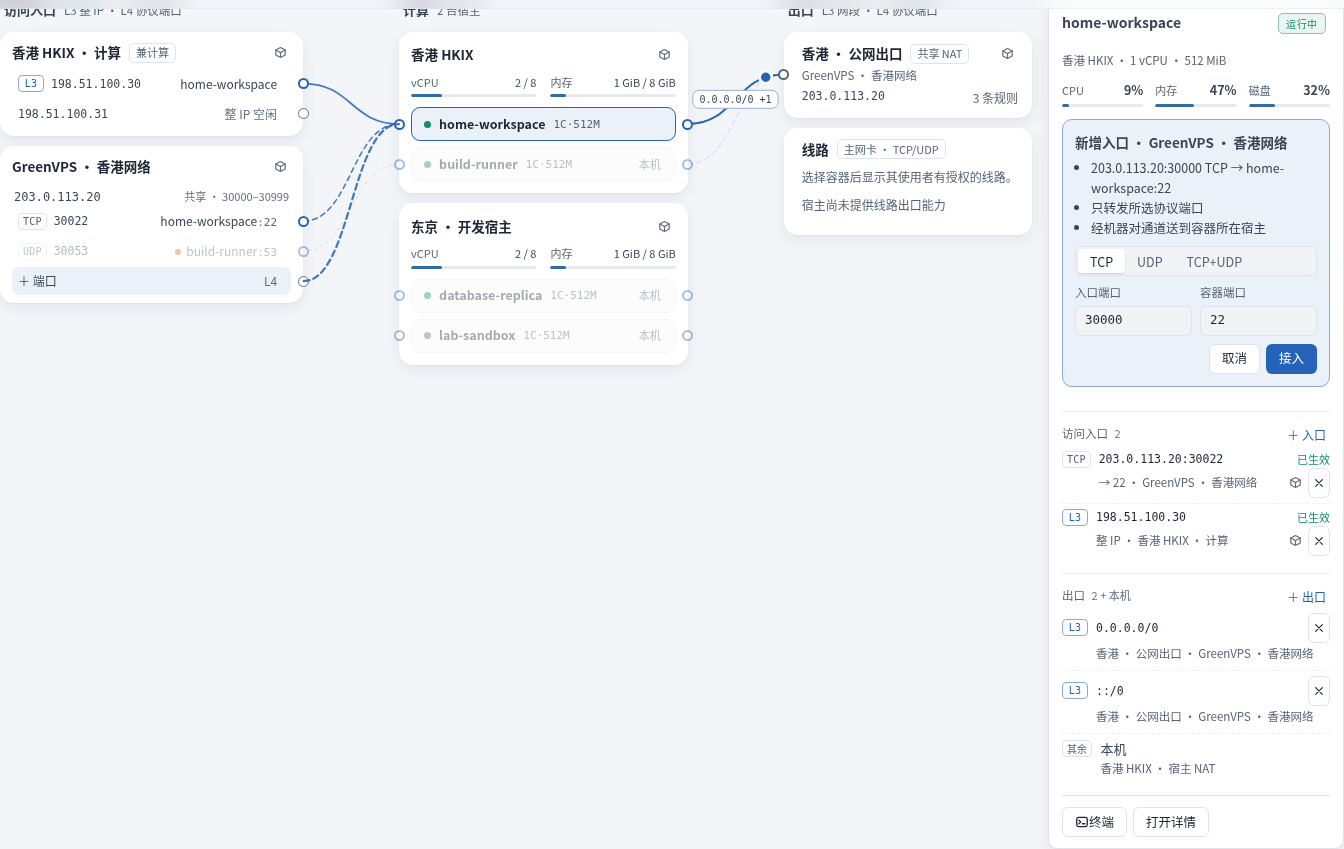 访问入口 L3 整 IP · L4 协议端口
香港 HKIX · 计算 兼计算
L3 198.51.100.30 home-workspace
198.51.100.31 整 IP 空闲
GreenVPS · 香港网络
203.0.113.20 共享 · 30000–30999
TCP 30022 home-workspace:22
UDP 30053 build-runner:53
+ 端口 L4
计算 2 台宿主
香港 HKIX
vCPU 2 / 8 内存 1 GiB / 8 GiB
home-workspace 1C·512M
build-runner 1C·512M 本机
东京 · 开发宿主
vCPU 2 / 8 内存 1 GiB / 8 GiB
database-replica 1C·512M 本机
lab-sandbox 1C·512M 本机
0.0.0.0/0 +1
出口 L3 网段 · L4 协议端口
香港 · 公网出口 共享 NAT
GreenVPS · 香港网络
203.0.113.20 3 条规则
线路 主网卡 · TCP/UDP
选择容器后显示其使用者有授权的线路。
宿主尚未提供线路出口能力
home-workspace 运行中
香港 HKIX · 1 vCPU · 512 MiB
CPU 9% 内存 47% 磁盘 32%
新增入口 · GreenVPS · 香港网络
• 203.0.113.20:30000 TCP → home-
workspace:22
• 只转发所选协议端口
• 经机器对通道送到容器所在宿主
TCP UDP TCP+UDP
入口端口 容器端口
30000 22
取消 接入
访问入口 2 + 入口
TCP 203.0.113.20:30022 已生效
→ 22 · GreenVPS · 香港网络
L3 198.51.100.30 已生效
整 IP · 香港 HKIX · 计算
出口 2 + 本机 + 出口
L3 0.0.0.0/0
香港 · 公网出口 · GreenVPS · 香港网络
L3 ::/0
香港 · 公网出口 · GreenVPS · 香港网络
其余 本机
香港 HKIX · 宿主 NAT
终端 打开详情